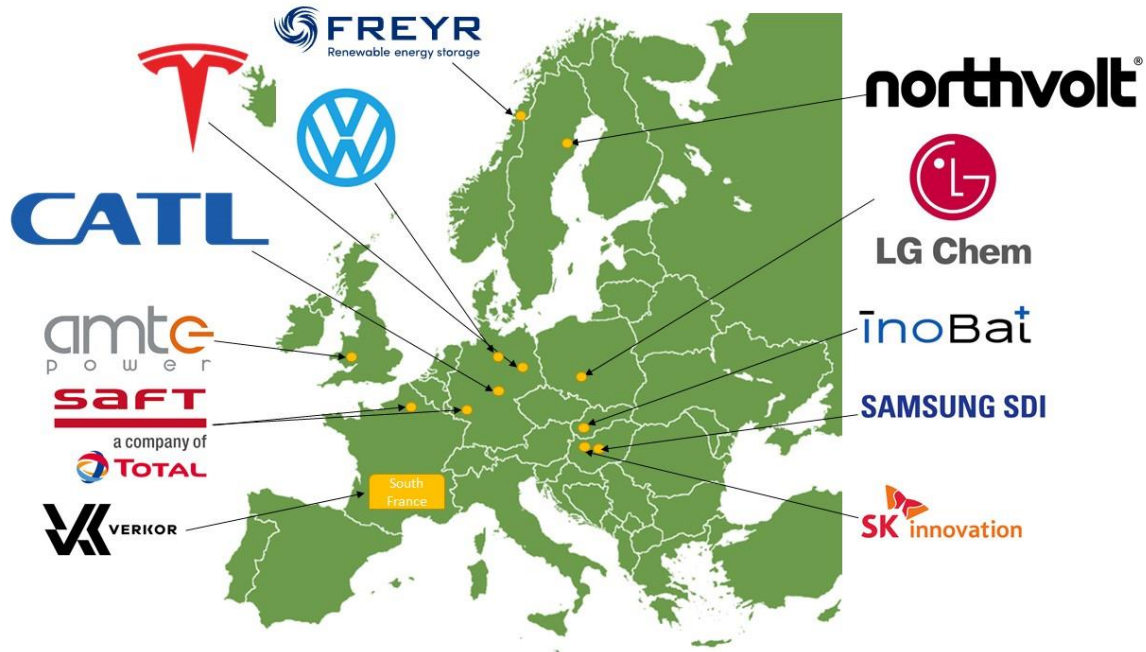 FREYR
Renewable energy storage
northvolt®
CATL
LG
LG Chem
amte
power
inoBat
saft
a company of
TOTAL
SAMSUNG SDI
South
France
VERKOR
SK innovation